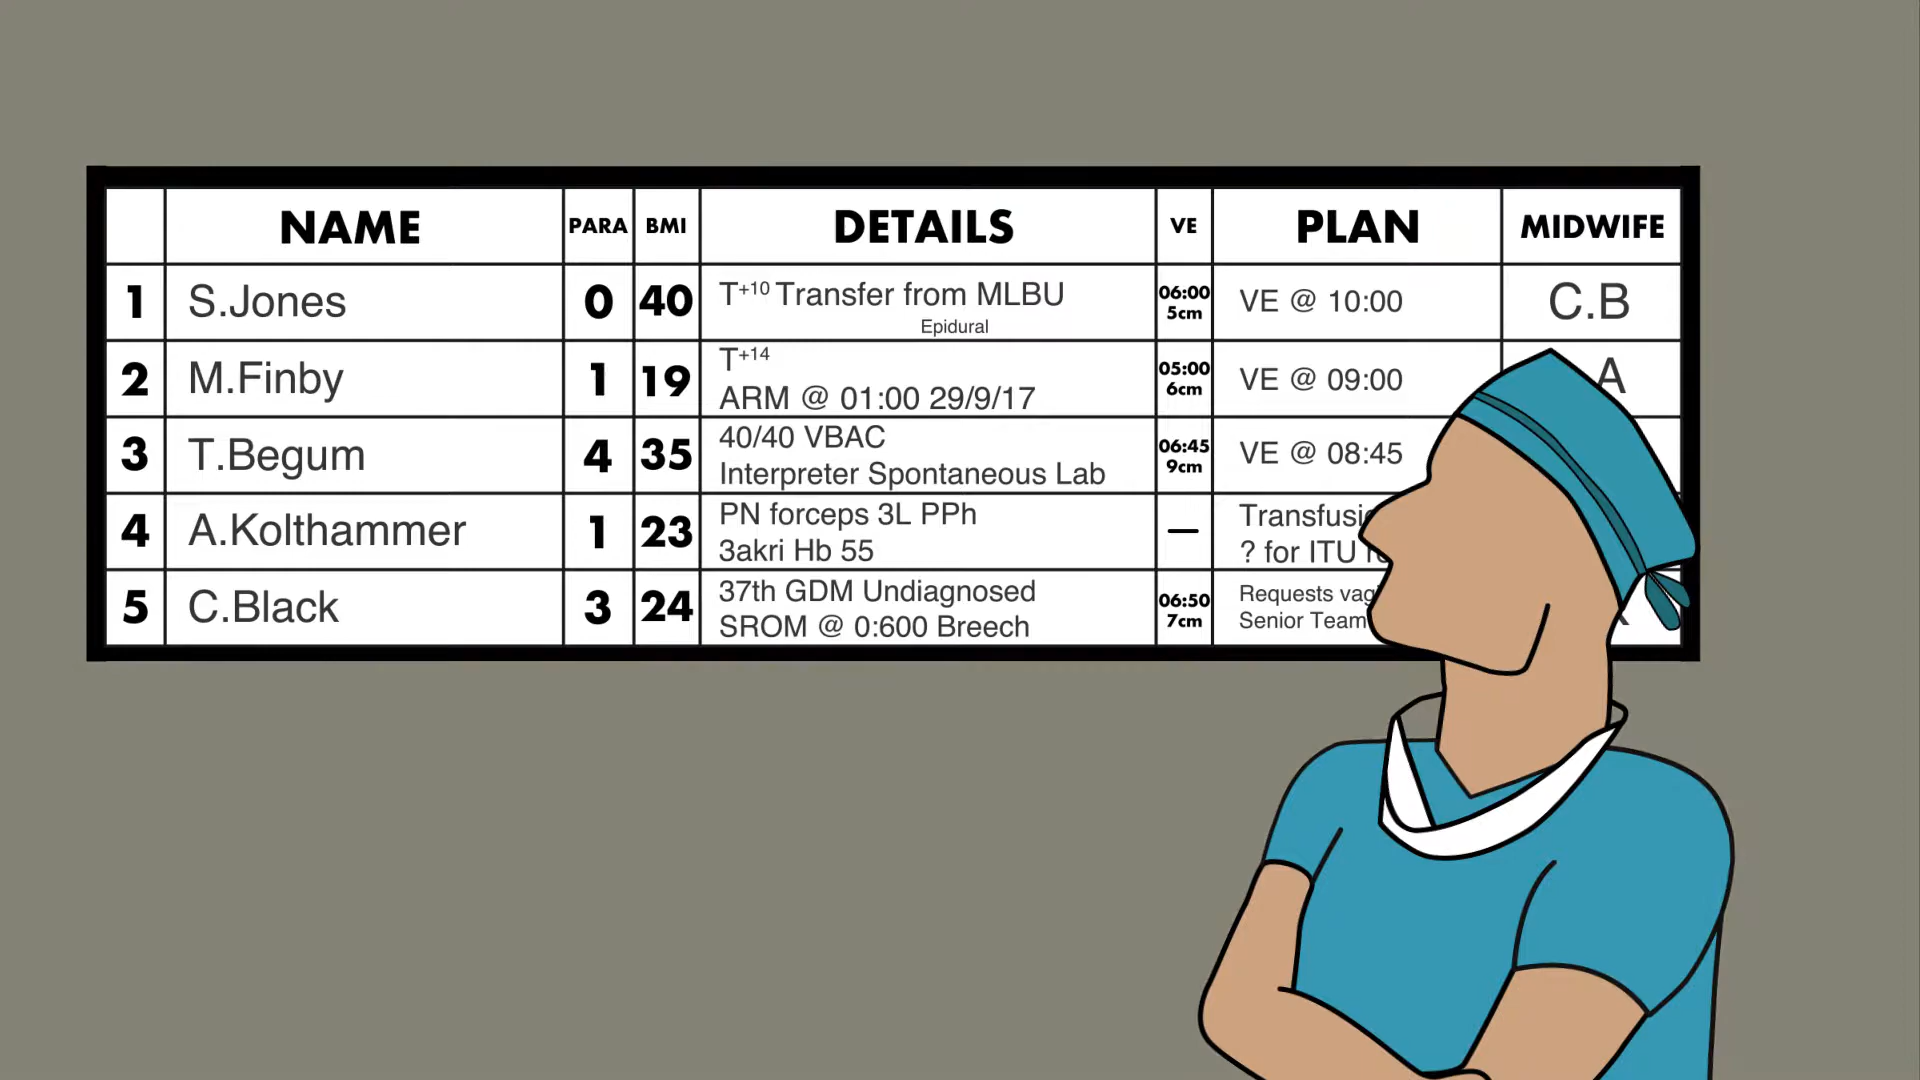 NAME PARA BMI DETAILS VE PLAN MIDWIFE
1 S.Jones 0 40 T+10 Transfer from MLBU Epidural 06:00 5cm VE @ 10:00 C.B
2 M.Finby 1 19 T+14 ARM @ 01:00 29/9/17 05:00 6cm VE @ 09:00 A
3 T.Begum 4 35 40/40 VBAC Interpreter Spontaneous Lab 06:45 9cm VE @ 08:45
4 A.Kolthammer 1 23 PN forceps 3L PPh 3akri Hb 55 — ? for ITU
5 C.Black 3 24 37th GDM Undiagnosed SROM @ 0:600 Breech 06:50 7cm Requests Senior Team